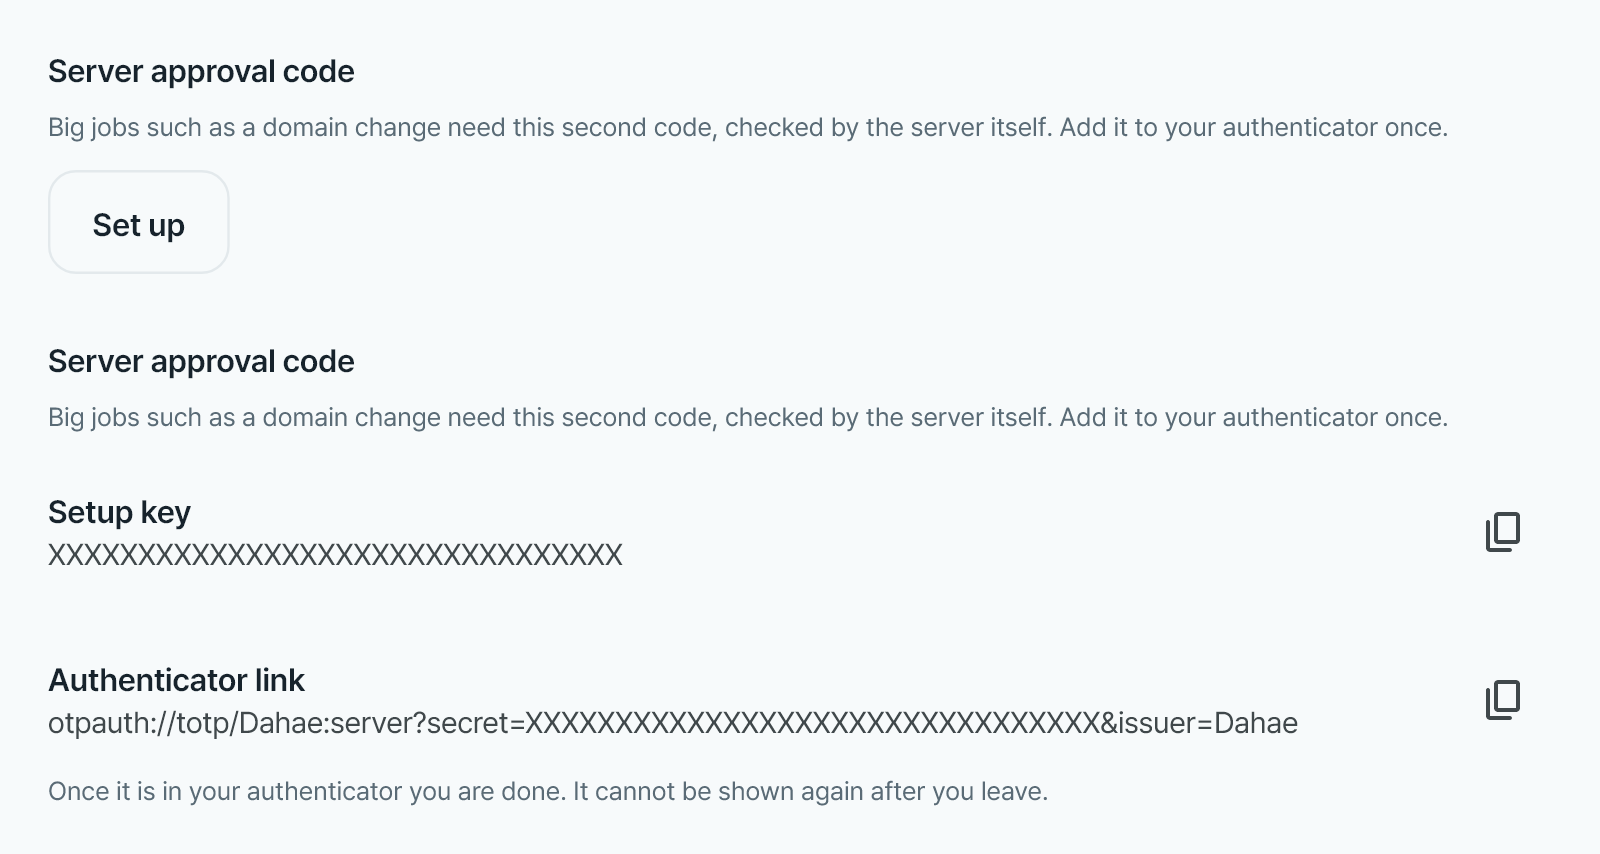 Server approval code
Big jobs such as a domain change need this second code, checked by the server itself. Add it to your authenticator once.
Set up
Server approval code
Big jobs such as a domain change need this second code, checked by the server itself. Add it to your authenticator once.
Setup key
XXXXXXXXXXXXXXXXXXXXXXXXXXXXXXXX
Authenticator link
otpauth://totp/Dahae:server?secret=XXXXXXXXXXXXXXXXXXXXXXXXXXXXXXXX&issuer=Dahae
Once it is in your authenticator you are done. It cannot be shown again after you leave.